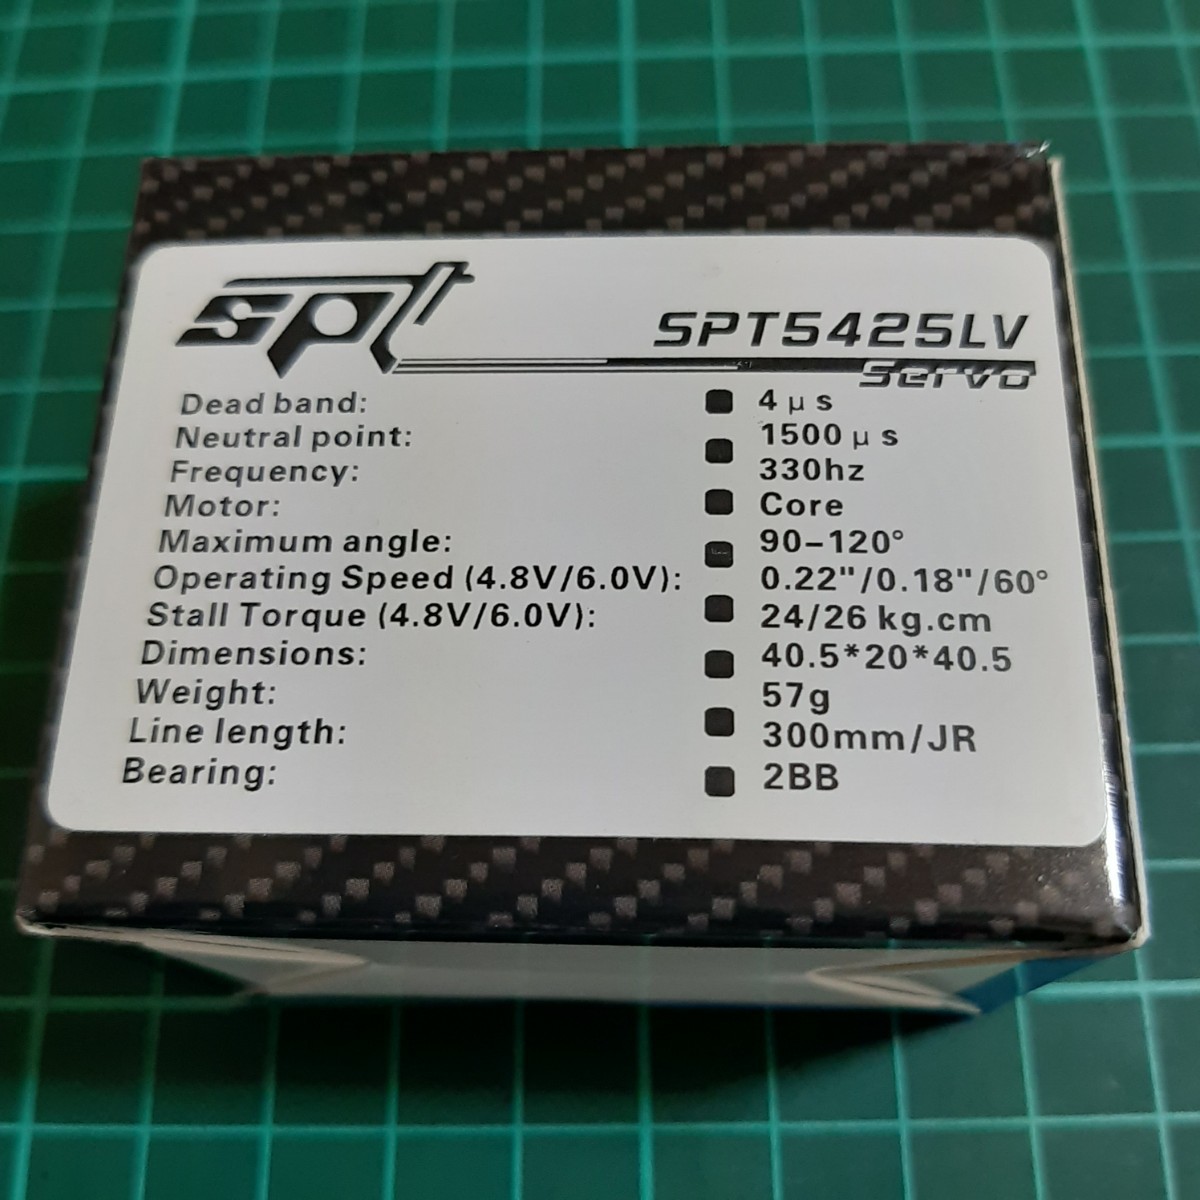 spt
SPT5425LV
Servo
Dead band: 4 μ s
Neutral point: 1500 μ s
Frequency: 330hz
Motor: Core
Maximum angle: 90-120°
Operating Speed (4.8V/6.0V): 0.22"/0.18"/60°
Stall Torque (4.8V/6.0V): 24/26 kg.cm
Dimensions: 40.5*20*40.5
Weight: 57g
Line length: 300mm/JR
Bearing: 2BB